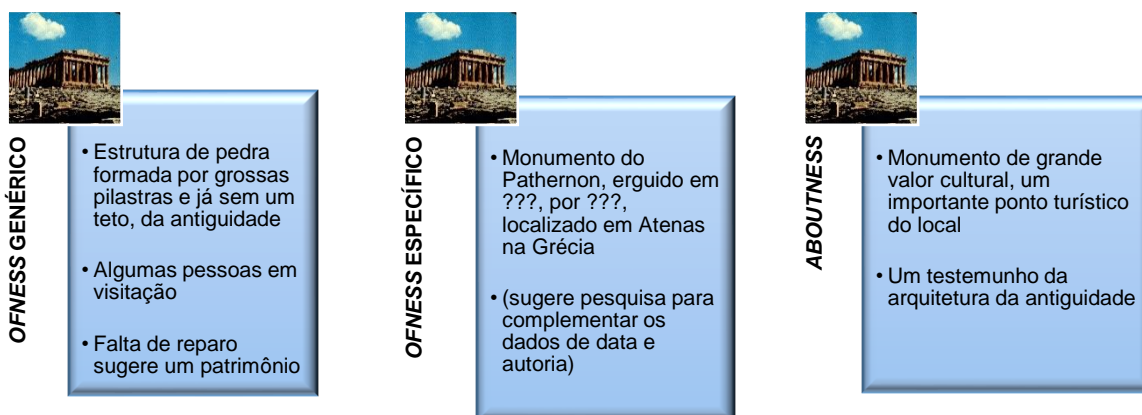 OFNESS GENÉRICO
• Estrutura de pedra
formada por grossas
pilastras e já sem um
teto, da antiguidade
• Algumas pessoas em
visitação
• Falta de reparo
sugere um patrimônio
OFNESS ESPECÍFICO
• Monumento do
Pathernon, erguido em
???, por ???,
localizado em Atenas
na Grécia
• (sugere pesquisa para
complementar os
dados de data e
autoria)
ABOUTNESS
• Monumento de grande
valor cultural, um
importante ponto turístico
do local
• Um testemunho da
arquitetura da antiguidade